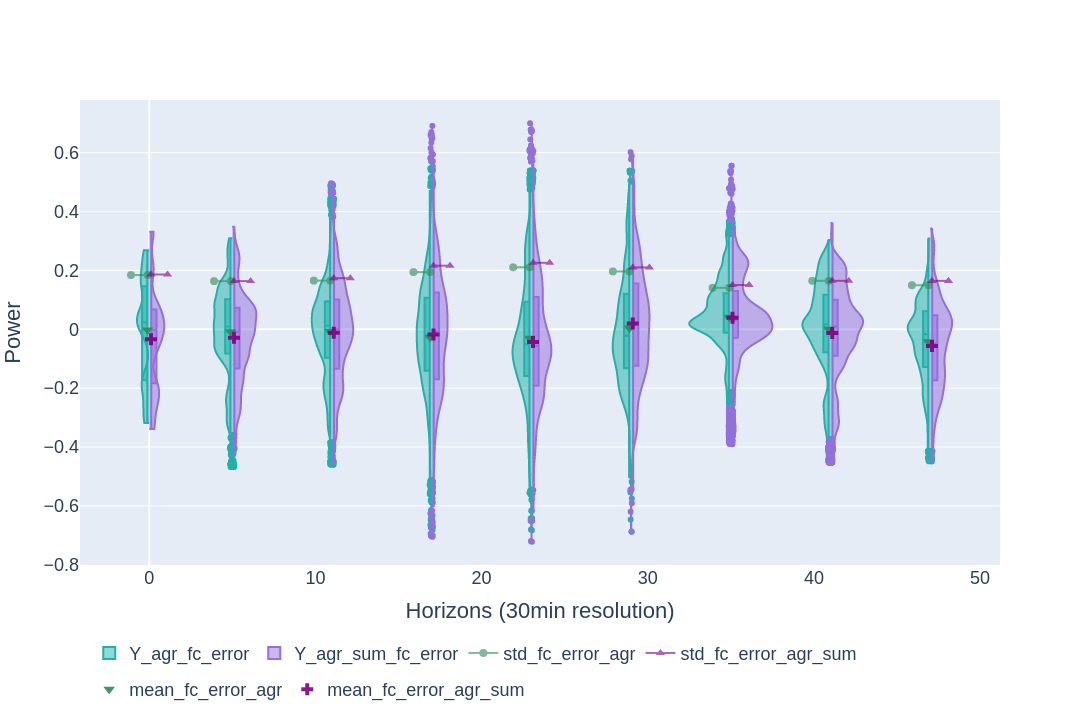 0.6
0.4
0.2
0
−0.2
−0.4
−0.6
−0.8
Power
0 10 20 30 40 50
Horizons (30min resolution)
Y_agr_fc_error Y_agr_sum_fc_error std_fc_error_agr std_fc_error_agr_sum
mean_fc_error_agr mean_fc_error_agr_sum